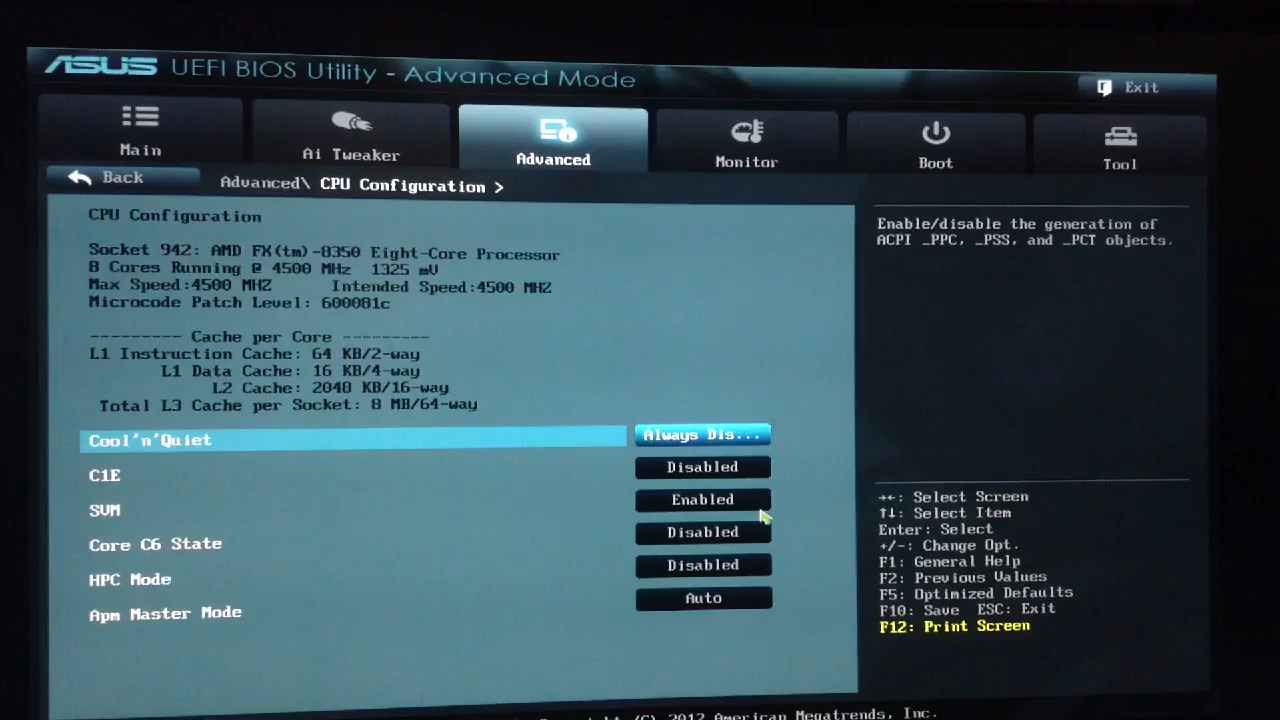 ASUS UEFI BIOS Utility - Advanced Mode
Exit
Main
Ai Tweaker
Advanced
Monitor
Boot
Tool
Back
Advanced\ CPU Configuration >
CPU Configuration
Socket 942: AMD FX(tm)-8350 Eight-Core Processor
8 Cores Running @ 4500 MHz 1325 mV
Max Speed:4500 MHZ Intended Speed:4500 MHZ
Microcode Patch Level: 600081c
--------- Cache per Core ---------
L1 Instruction Cache: 64 KB/2-way
L1 Data Cache: 16 KB/4-way
L2 Cache: 2048 KB/16-way
Total L3 Cache per Socket: 8 MB/64-way
Cool'n'Quiet Always Dis...
C1E Disabled
SVM Enabled
Core C6 State Disabled
HPC Mode Disabled
Apm Master Mode Auto
Enable/disable the generation of
ACPI _PPC, _PSS, and _PCT objects.
→←: Select Screen
↑↓: Select Item
Enter: Select
+/-: Change Opt.
F1: General Help
F2: Previous Values
F5: Optimized Defaults
F10: Save ESC: Exit
F12: Print Screen
(C) 2012 American Megatrends, Inc.